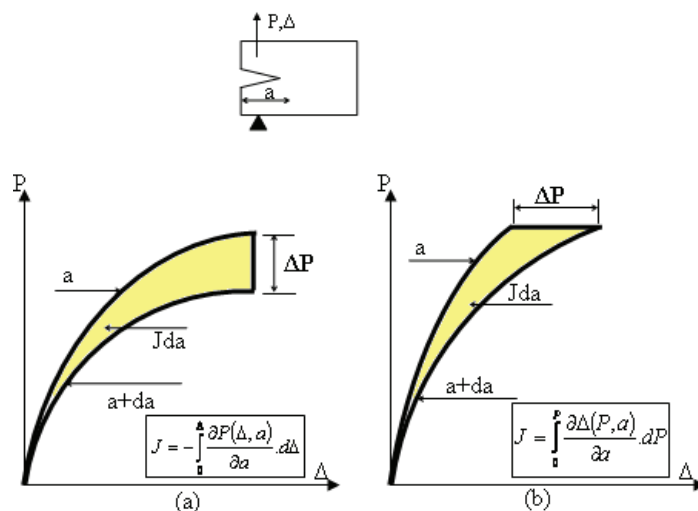 P,Δ
a
P
ΔP
a
Jda
a+da
J = -∫₀^Δ ∂P(Δ,a)/∂a .dΔ
Δ
(a)
P
ΔP
a
Jda
a+da
J = ∫₀^P ∂Δ(P,a)/∂a .dP
Δ
(b)